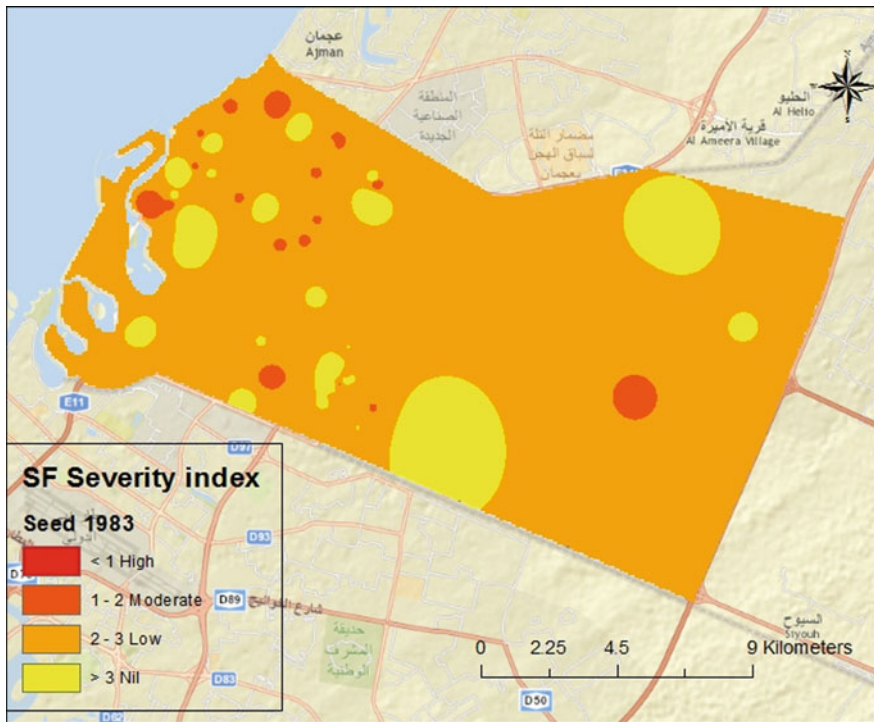 عجمان
Ajman
المنطقة
الصناعية
الجديدة
مضمار التلة
لسباق الهجن
بعجمان
الحليو
Al Helio
قرية الأميرة
Al Ameera Village
E11
D97
D93
D89
شارع الفوانيج
D83
D62
D50
حديقة
المشرف
الوطنية
السيوح
Siyouh
SF Severity index
Seed 1983
< 1 High
1 - 2 Moderate
2 - 3 Low
> 3 Nil
0 2.25 4.5 9 Kilometers